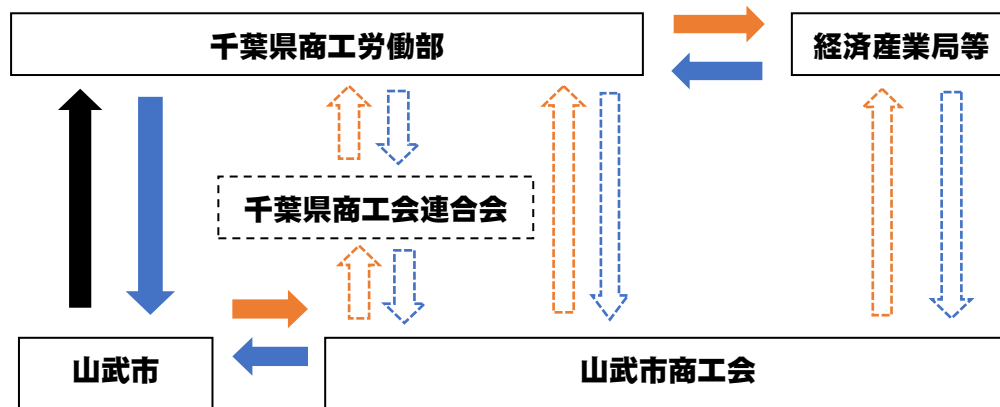 千葉県商工労働部
経済産業局等
千葉県商工会連合会
山武市
山武市商工会